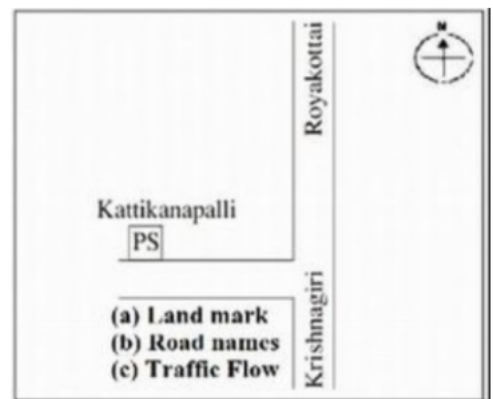 N
Royakottai
Kattikanapalli
PS
Krishnagiri
(a) Land mark
(b) Road names
(c) Traffic Flow